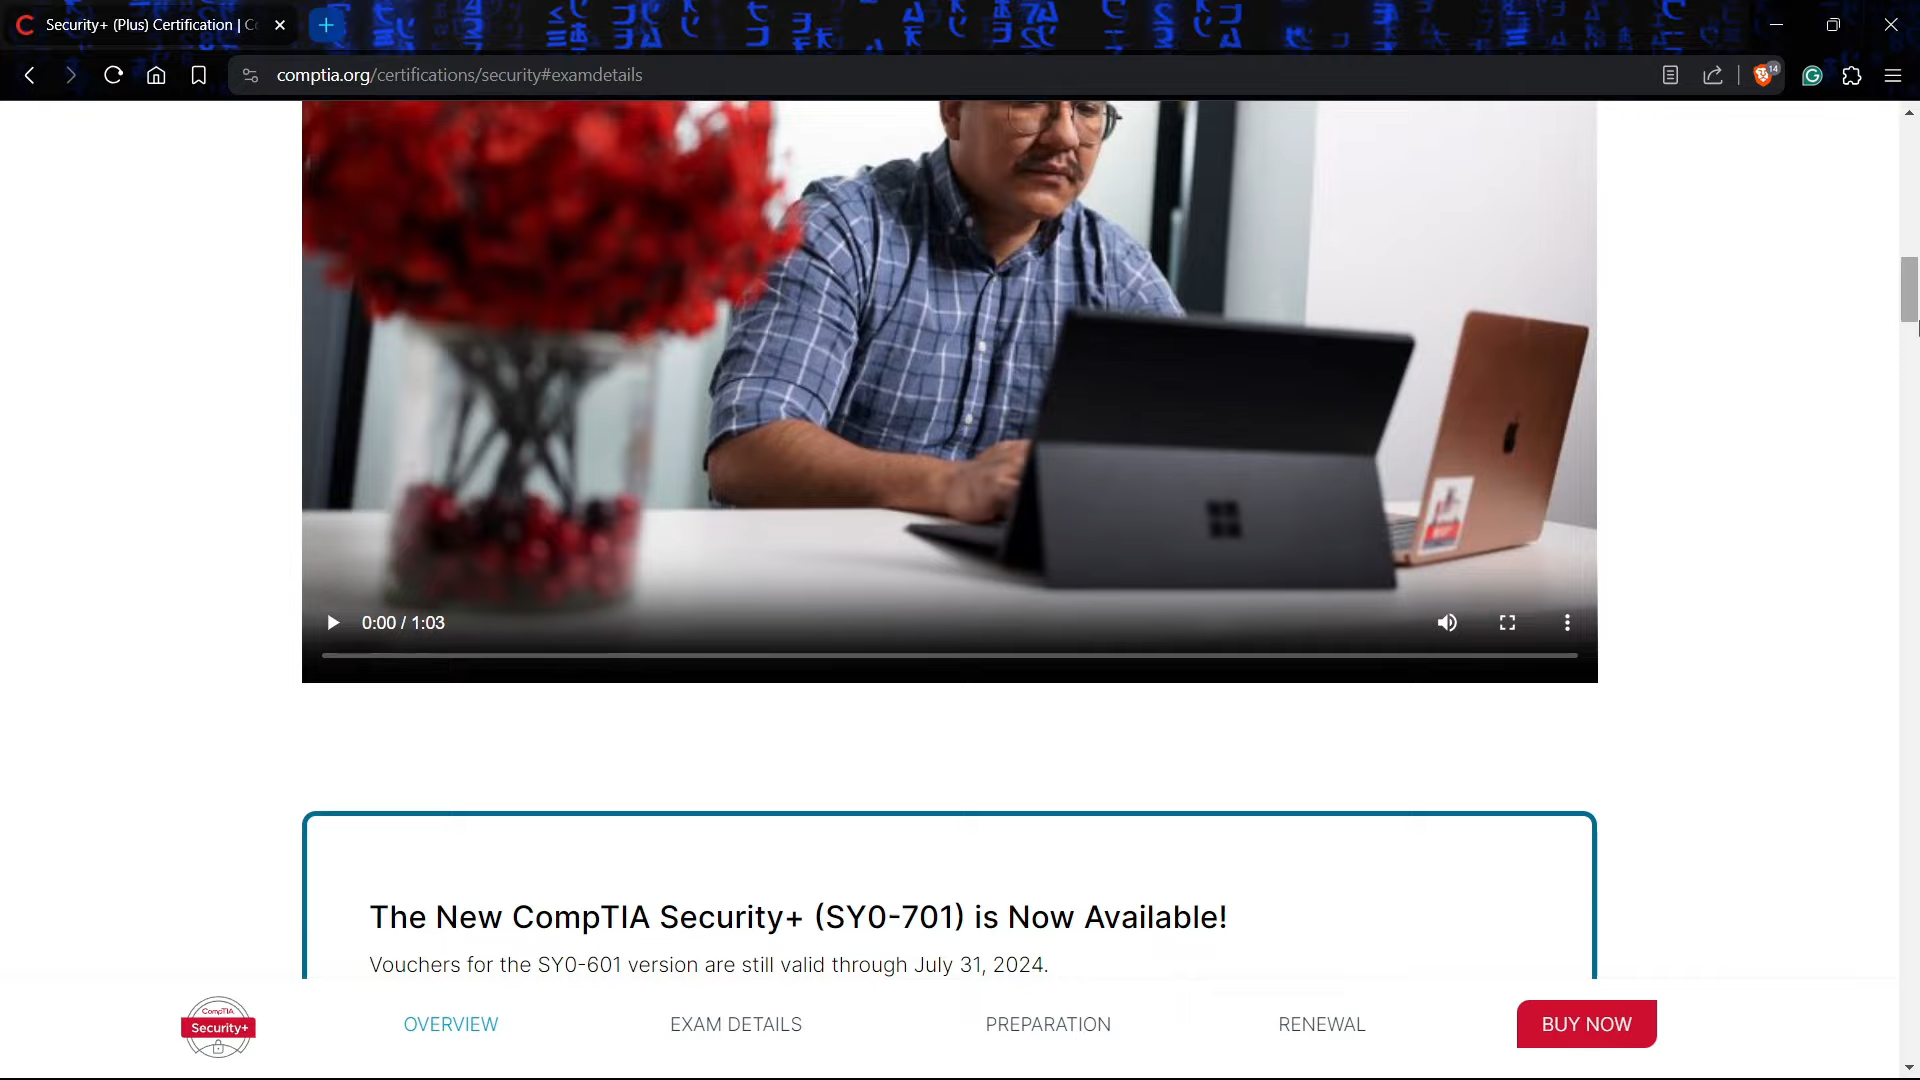 Security+ (Plus) Certification | C
comptia.org/certifications/security#examdetails
14
0:00 / 1:03
The New CompTIA Security+ (SY0-701) is Now Available!
Vouchers for the SY0-601 version are still valid through July 31, 2024.
CompTIA
Security+
OVERVIEW
EXAM DETAILS
PREPARATION
RENEWAL
BUY NOW